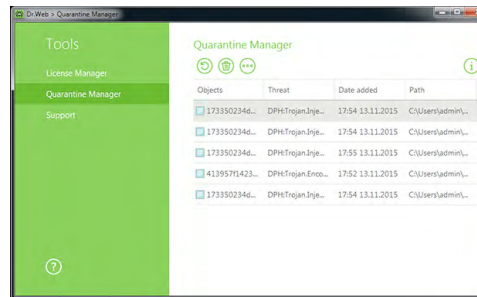 Dr.Web > Quarantine Manager
Tools
License Manager
Quarantine Manager
Support
Quarantine Manager
Objects Threat Date added Path
173350234d... DPH:Trojan.Inje... 17:54 13.11.2015 C:\Users\admin\...
173350234d... DPH:Trojan.Inje... 17:54 13.11.2015 C:\Users\admin\...
173350234d... DPH:Trojan.Inje... 17:55 13.11.2015 C:\Users\admin\...
413957f1423... DPH:Trojan.Enco... 17:52 13.11.2015 C:\Users\admin\...
173350234d... DPH:Trojan.Inje... 17:54 13.11.2015 C:\Users\admin\...